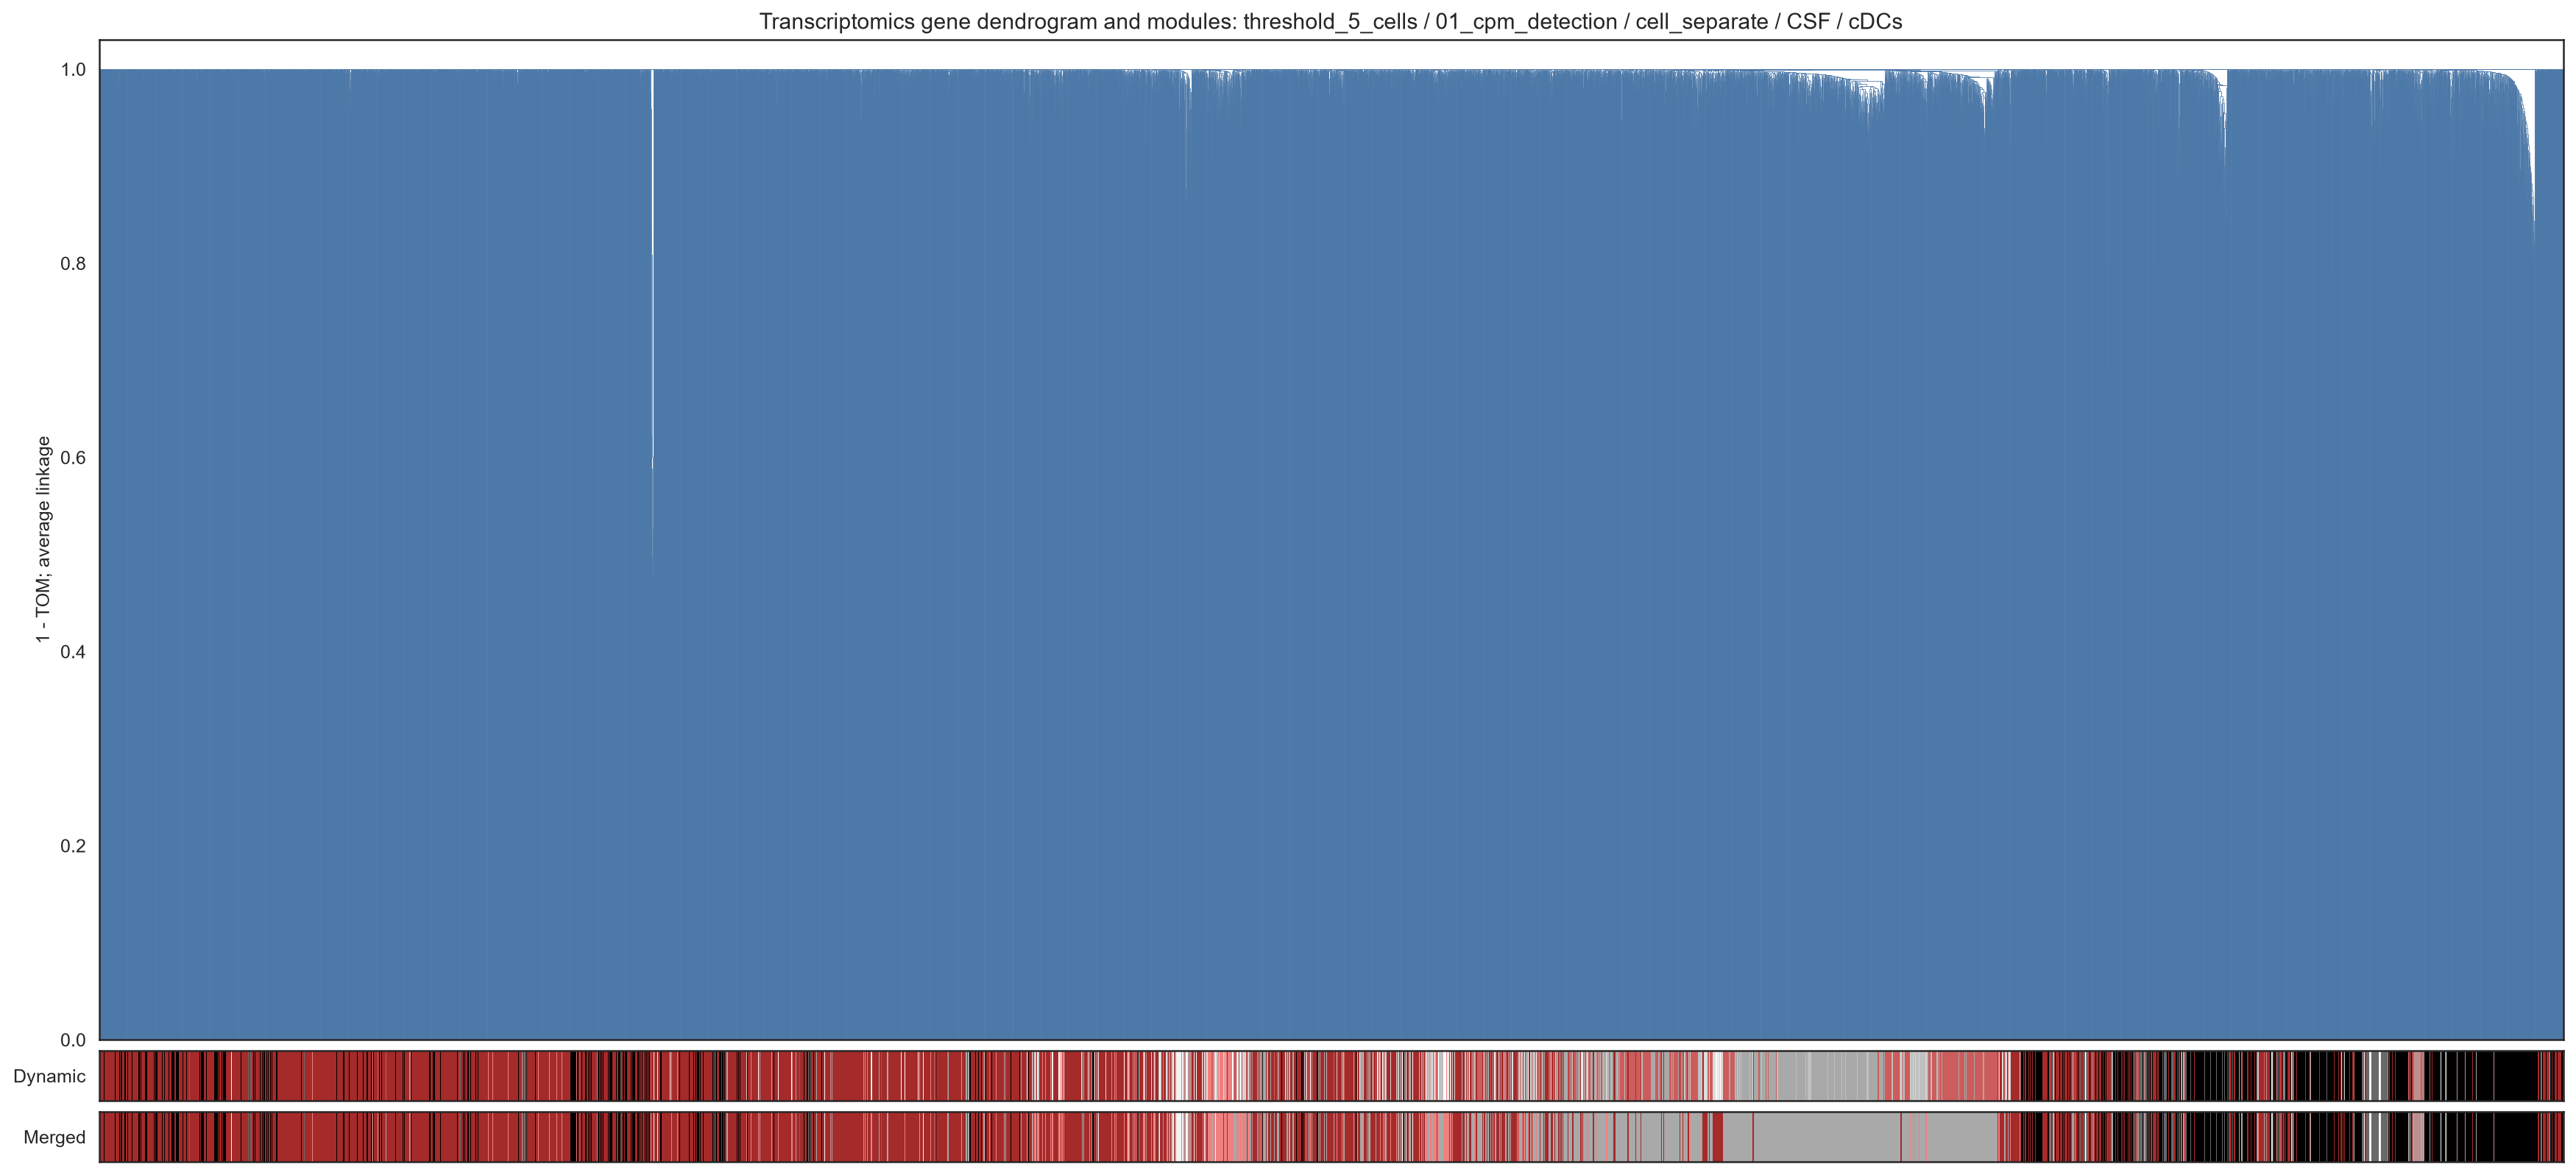 Transcriptomics gene dendrogram and modules: threshold_5_cells / 01_cpm_detection / cell_separate / CSF / cDCs
1.0
0.8
0.6
0.4
0.2
0.0
1 - TOM; average linkage
Dynamic
Merged